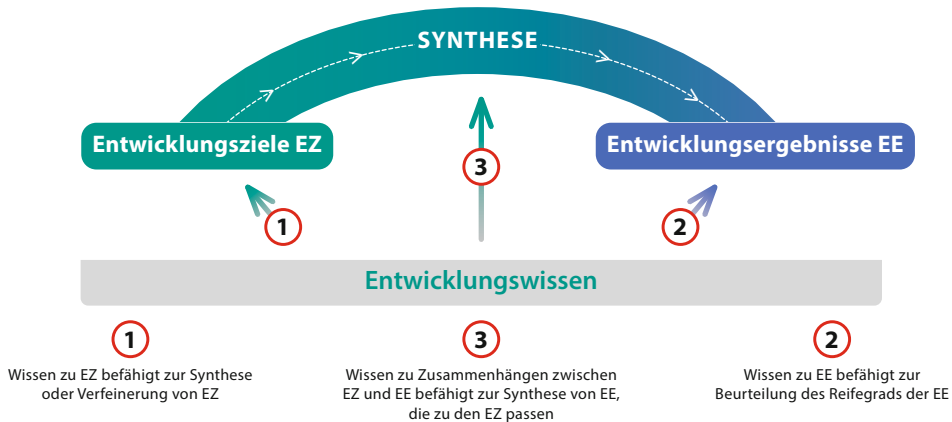 SYNTHESE
Entwicklungsziele EZ
Entwicklungsergebnisse EE
3
1
2
Entwicklungswissen
1
Wissen zu EZ befähigt zur Synthese
oder Verfeinerung von EZ
3
Wissen zu Zusammenhängen zwischen
EZ und EE befähigt zur Synthese von EE,
die zu den EZ passen
2
Wissen zu EE befähigt zur
Beurteilung des Reifegrads der EE